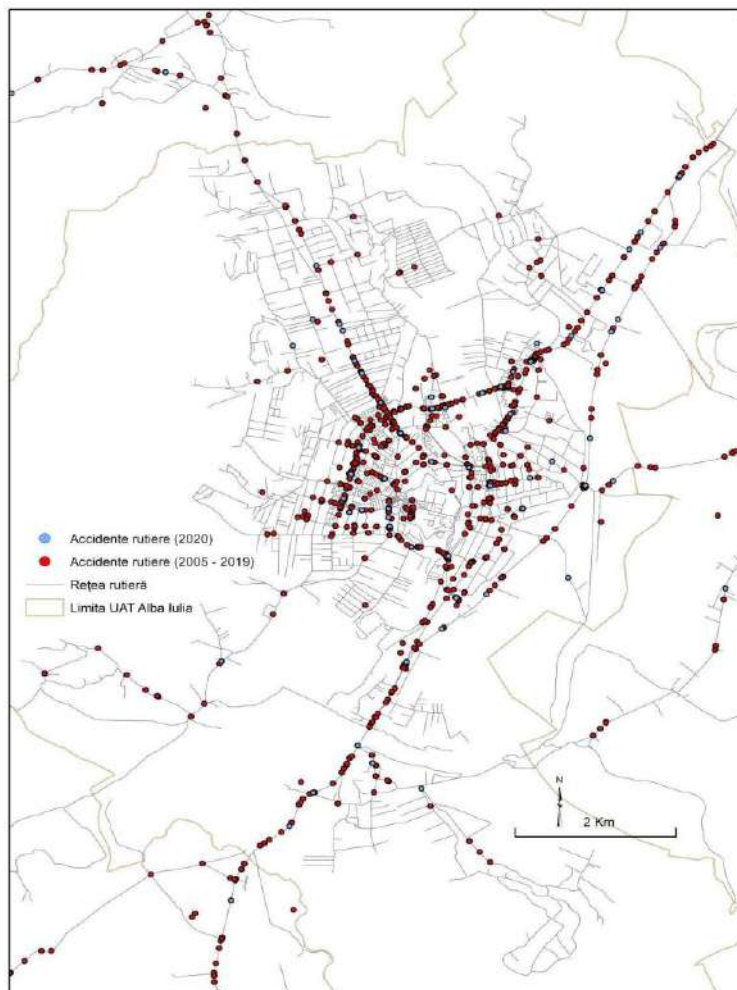 Accidente rutiere (2020)
Accidente rutiere (2005 - 2019)
Rețea rutieră
Limita UAT Alba Iulia
N
2 Km